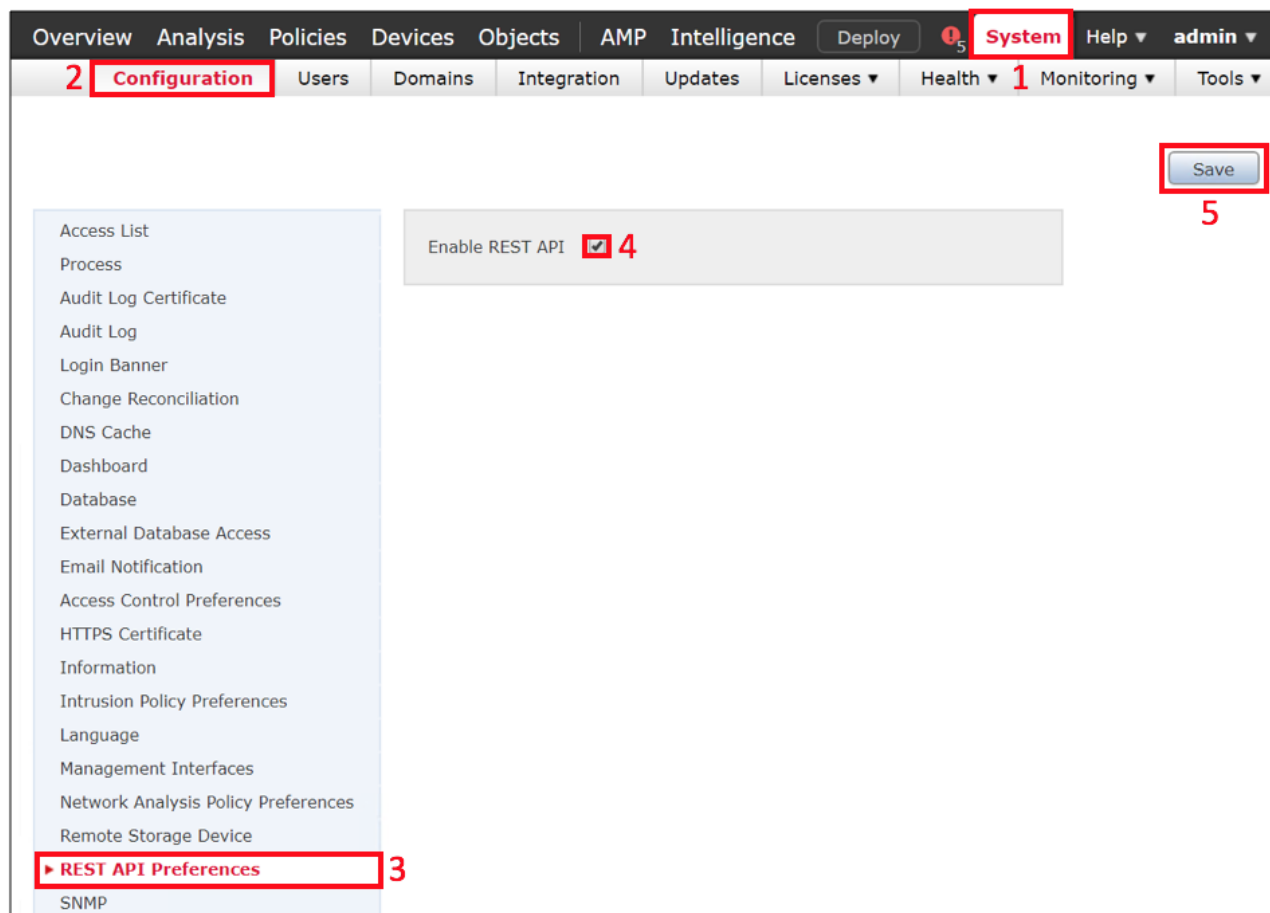 Overview Analysis Policies Devices Objects AMP Intelligence Deploy 5 System Help ▾ admin ▾
2 Configuration Users Domains Integration Updates Licenses ▾ Health ▾ 1 Monitoring ▾ Tools ▾
Save
5
Access List
Enable REST API 4
Process
Audit Log Certificate
Audit Log
Login Banner
Change Reconciliation
DNS Cache
Dashboard
Database
External Database Access
Email Notification
Access Control Preferences
HTTPS Certificate
Information
Intrusion Policy Preferences
Language
Management Interfaces
Network Analysis Policy Preferences
Remote Storage Device
REST API Preferences 3
SNMP